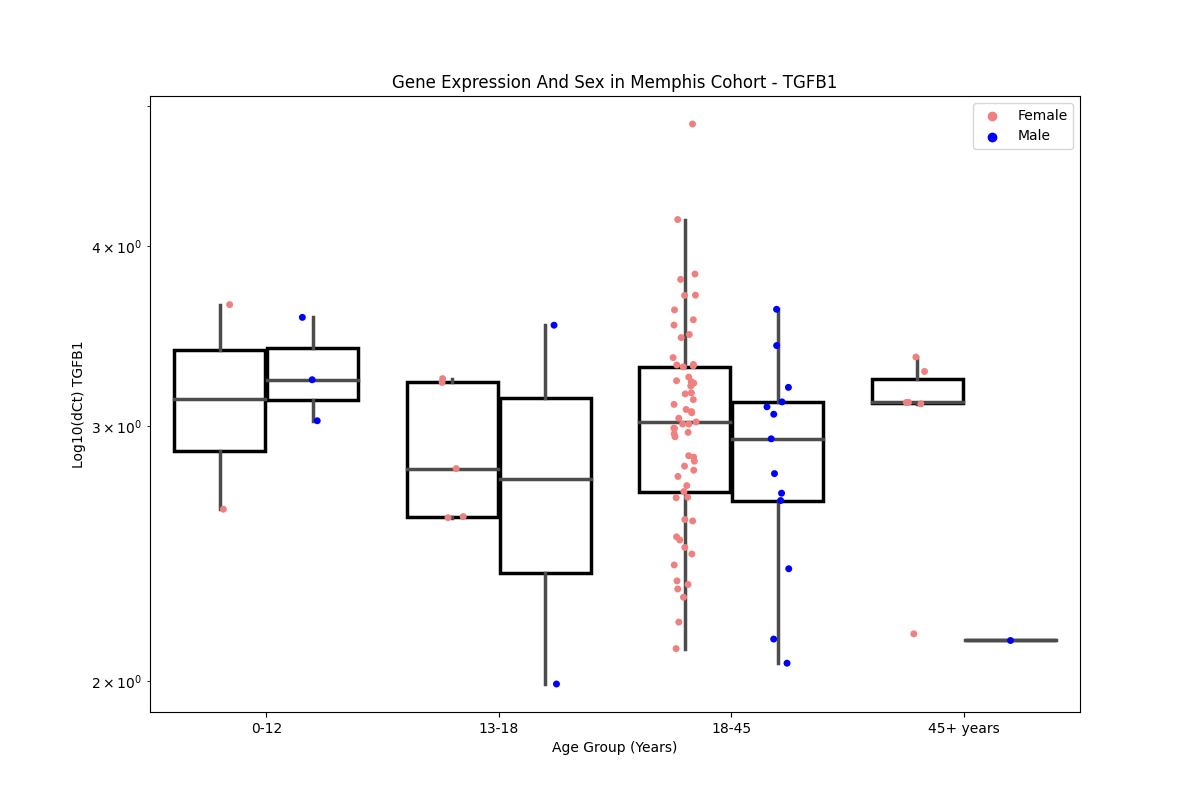 Gene Expression And Sex in Memphis Cohort - TGFB1
Female
Male
Log10(dCt) TGFB1
4 × 10⁰
3 × 10⁰
2 × 10⁰
0-12
13-18
18-45
45+ years
Age Group (Years)